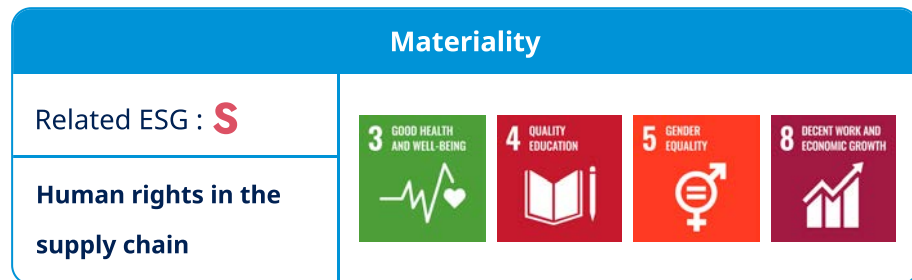 Materiality
Related ESG : S
Human rights in the
supply chain
3 GOOD HEALTH
AND WELL-BEING
4 QUALITY
EDUCATION
5 GENDER
EQUALITY
8 DECENT WORK AND
ECONOMIC GROWTH